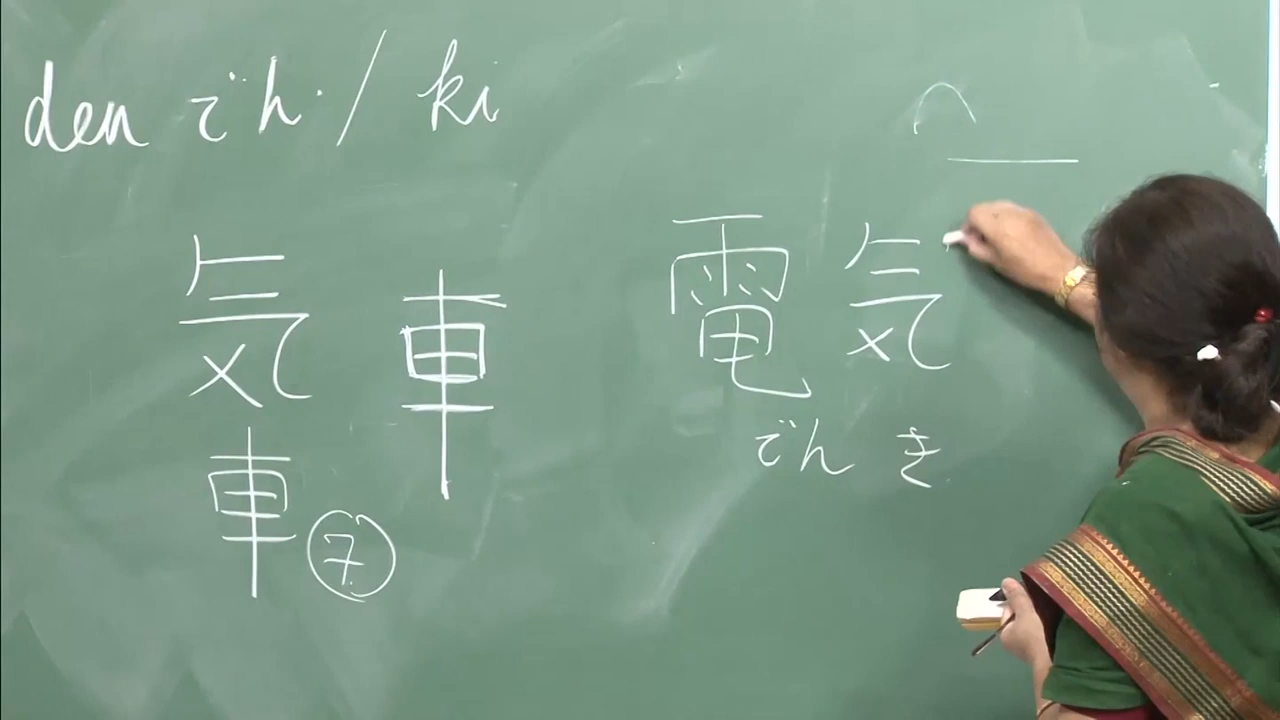 den でん / ki
気 車 電気
でんき
車 7